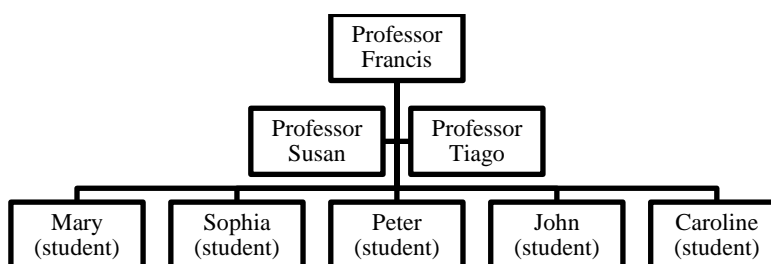 Professor
Francis
Professor
Susan
Professor
Tiago
Mary
(student)
Sophia
(student)
Peter
(student)
John
(student)
Caroline
(student)